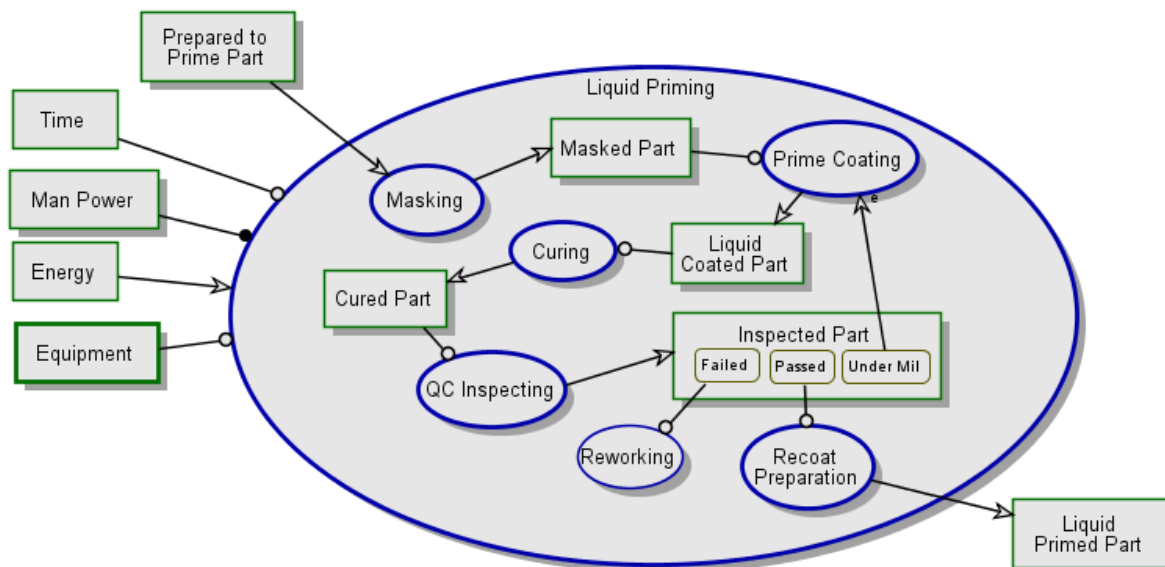 Prepared to
Prime Part
Liquid Priming
Time
Masked Part
Prime Coating
Man Power
Masking
e
Energy
Curing
Liquid
Coated Part
Cured Part
Equipment
Inspected Part
Failed
Passed
Under Mil
QC Inspecting
Reworking
Recoat
Preparation
Liquid
Primed Part